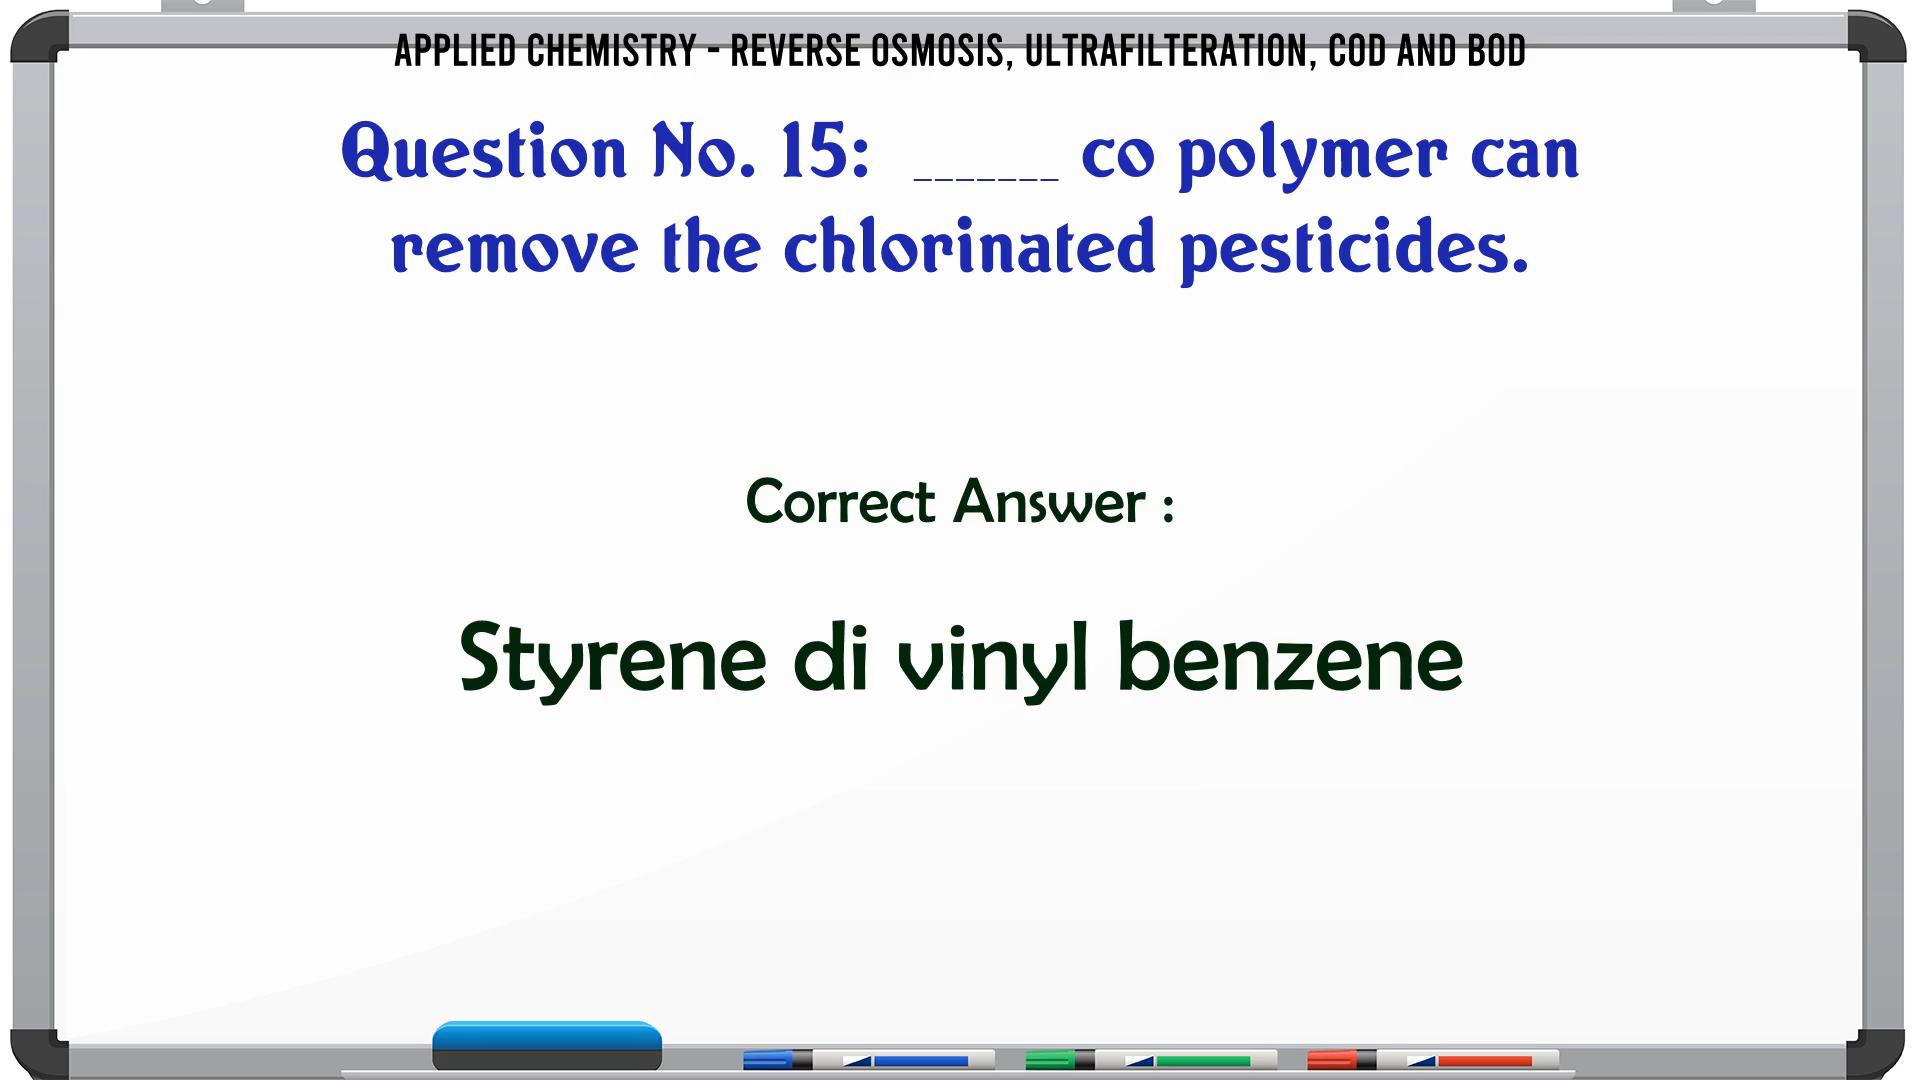 APPLIED CHEMISTRY - REVERSE OSMOSIS, ULTRAFILTERATION, COD AND BOD
Question No. 15: _______ co polymer can
remove the chlorinated pesticides.
Correct Answer :
Styrene di vinyl benzene